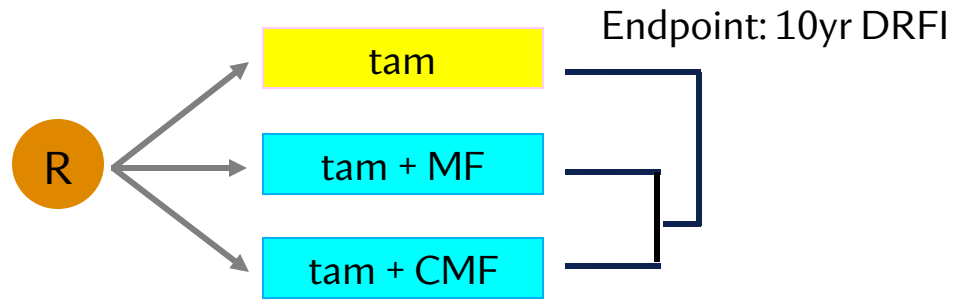 Endpoint: 10yr DRFI
tam
R
tam + MF
tam + CMF